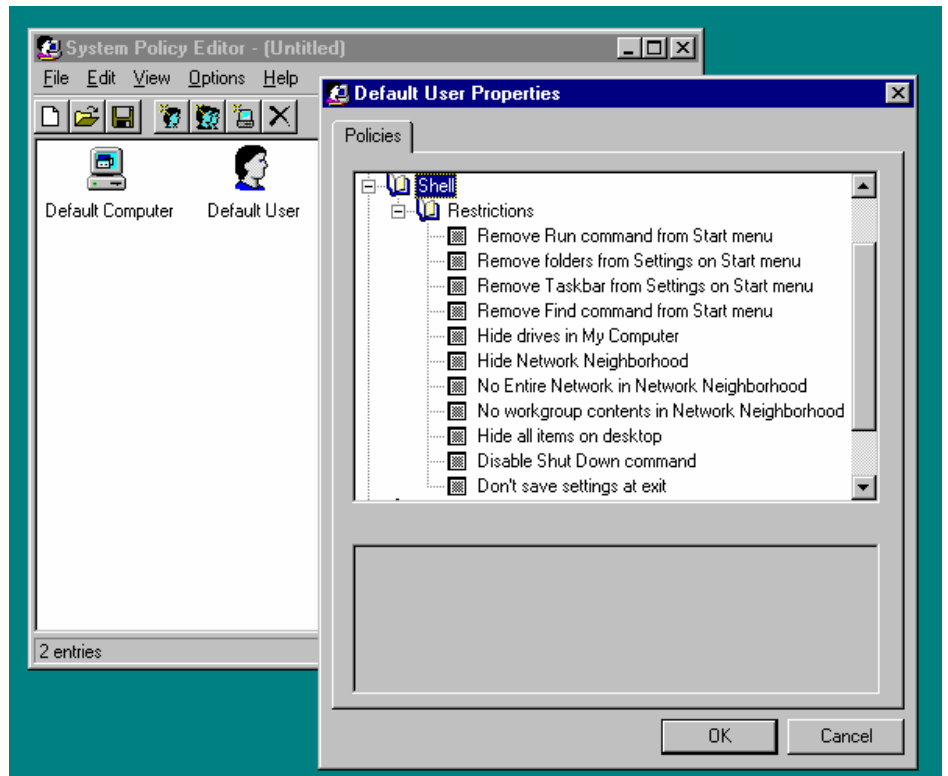 System Policy Editor - (Untitled)
File Edit View Options Help
Default Computer Default User
2 entries
Default User Properties
Policies
Shell
Restrictions
Remove Run command from Start menu
Remove folders from Settings on Start menu
Remove Taskbar from Settings on Start menu
Remove Find command from Start menu
Hide drives in My Computer
Hide Network Neighborhood
No Entire Network in Network Neighborhood
No workgroup contents in Network Neighborhood
Hide all items on desktop
Disable Shut Down command
Don't save settings at exit
OK Cancel